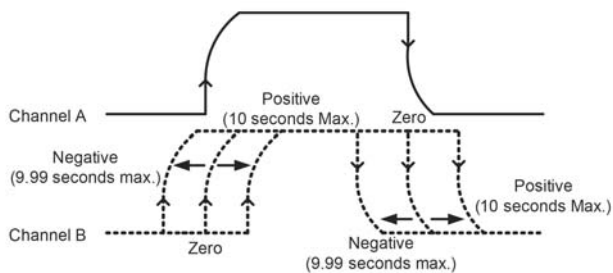 Channel A
Positive
(10 seconds Max.)
Zero
Negative
(9.99 seconds max.)
Positive
(10 seconds Max.)
Channel B
Zero
Negative
(9.99 seconds max.)